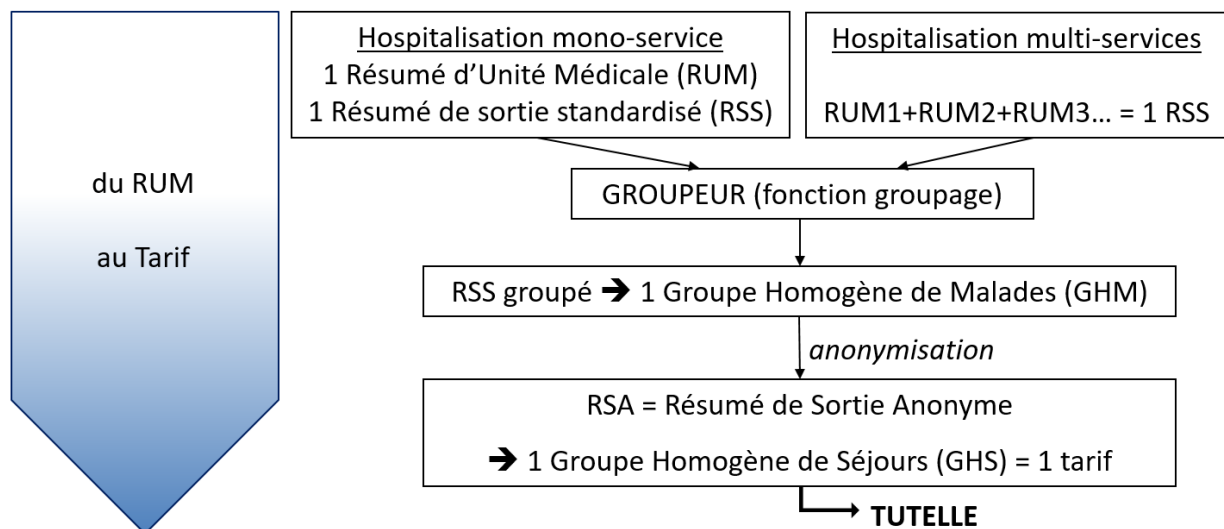 du RUM
au Tarif
Hospitalisation mono-service
1 Résumé d’Unité Médicale (RUM)
1 Résumé de sortie standardisé (RSS)
Hospitalisation multi-services
RUM1+RUM2+RUM3... = 1 RSS
GROUPEUR (fonction groupage)
RSS groupé ➔ 1 Groupe Homogène de Malades (GHM)
anonymisation
RSA = Résumé de Sortie Anonyme
➔ 1 Groupe Homogène de Séjours (GHS) = 1 tarif
TUTELLE